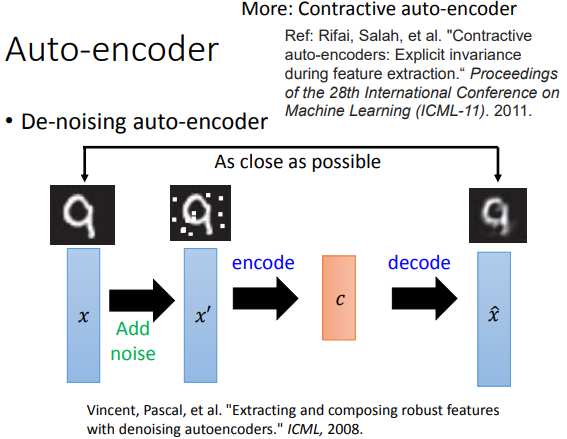 More: Contractive auto-encoder
Auto-encoder
Ref: Rifai, Salah, et al. "Contractive
auto-encoders: Explicit invariance
during feature extraction.“ Proceedings
of the 28th International Conference on
Machine Learning (ICML-11). 2011.
• De-noising auto-encoder
As close as possible
9
9
9
encode
decode
x
x′
c
x̂
Add
noise
Vincent, Pascal, et al. "Extracting and composing robust features
with denoising autoencoders." ICML, 2008.